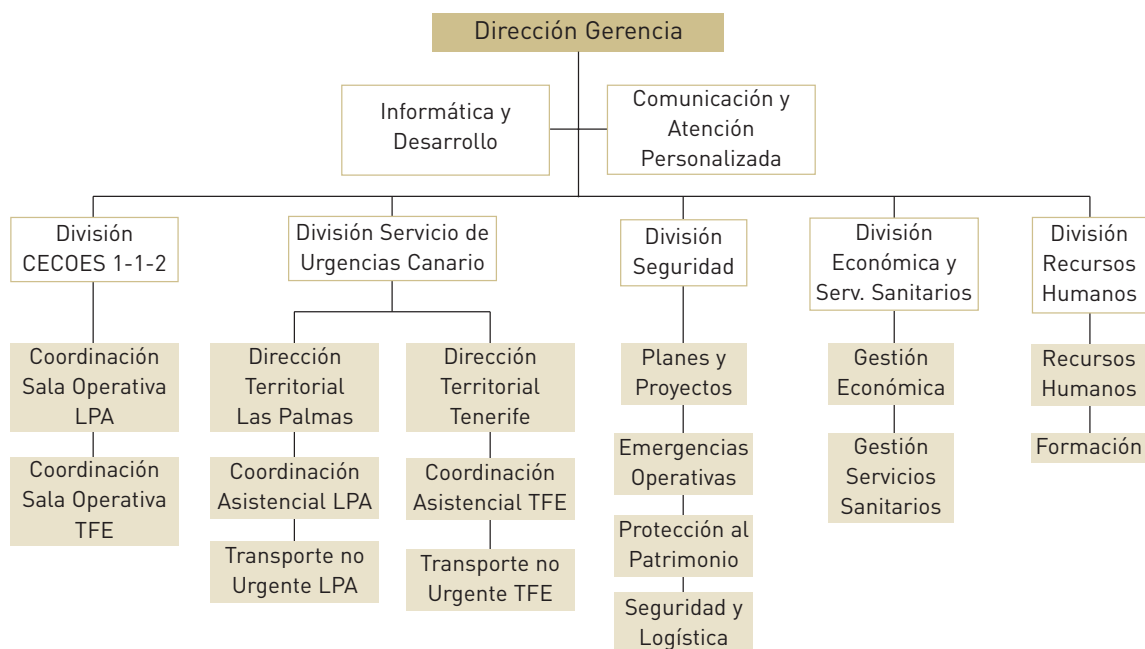 Dirección Gerencia
Informática y
Desarrollo
Comunicación y
Atención
Personalizada
División
CECOES 1-1-2
División Servicio de
Urgencias Canario
División
Seguridad
División
Económica y
Serv. Sanitarios
División
Recursos
Humanos
Coordinación
Sala Operativa
LPA
Coordinación
Sala Operativa
TFE
Dirección
Territorial
Las Palmas
Coordinación
Asistencial LPA
Transporte no
Urgente LPA
Dirección
Territorial
Tenerife
Coordinación
Asistencial TFE
Transporte no
Urgente TFE
Planes y
Proyectos
Emergencias
Operativas
Protección al
Patrimonio
Seguridad y
Logística
Gestión
Económica
Gestión
Servicios
Sanitarios
Recursos
Humanos
Formación